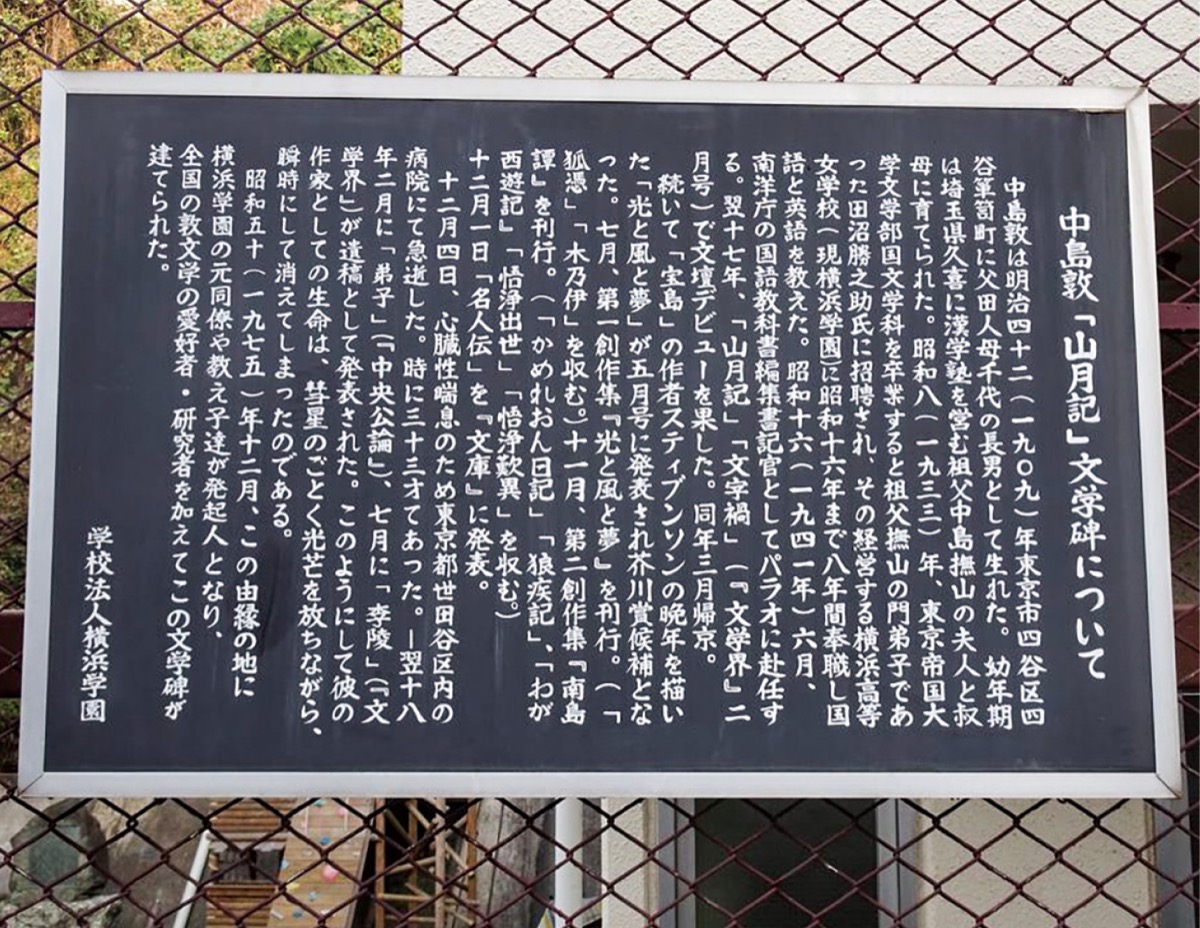 中島敦「山月記」文学碑について
中島敦は明治四十二(一九〇九)年東京市四谷区四
谷箪笥町に父田人母千代の長男として生れた。幼年期
は埼玉県久喜に漢学塾を営む祖父中島撫山の夫人と叔
母に育てられた。昭和八(一九三三)年、東京帝国大
学文学部国文学科を卒業すると祖父撫山の門弟子であ
った田沼勝之助氏に招聘され、その経営する横浜高等
女学校(現横浜学園)に昭和十六年まで八年間奉職し国
語と英語を教えた。昭和十六(一九四一年)六月、
南洋庁の国語教科書編集書記官としてパラオに赴任す
る。翌十七年、「山月記」「文字禍」(『文学界』二
月号)で文壇デビューを果した。同年三月帰京。
続いて「宝島」の作者スティブンソンの晩年を描い
た「光と風と夢」が五月号に発表され芥川賞候補とな
った。七月、第一創作集『光と風と夢』を刊行。(「
狐憑」「木乃伊」を収む。)十一月、第二創作集『南島
譚』を刊行。(「かめれおん日記」「狼疾記」、「わが
西遊記』「悟浄出世」「悟浄歎異」を収む。)
十二月一日「名人伝」を『文庫』に発表。
十二月四日、心臓性喘息のため東京都世田谷区内の
病院にて急逝した。時に三十三才てあった。ー翌十八
年二月に「弟子」(『中央公論」)、七月に「李陵」(『文
学界」)が遺稿として発表された。このようにして彼の
作家としての生命は、彗星のごとく光芒を放ちながら、
瞬時にして消えてしまったのである。
昭和五十(一九七五)年十二月、この由縁の地に
横浜学園の元同僚や教え子達が発起人となり、
全国の敦文学の愛好者・研究者を加えてこの文学碑が
建てられた。
学校法人横浜学園